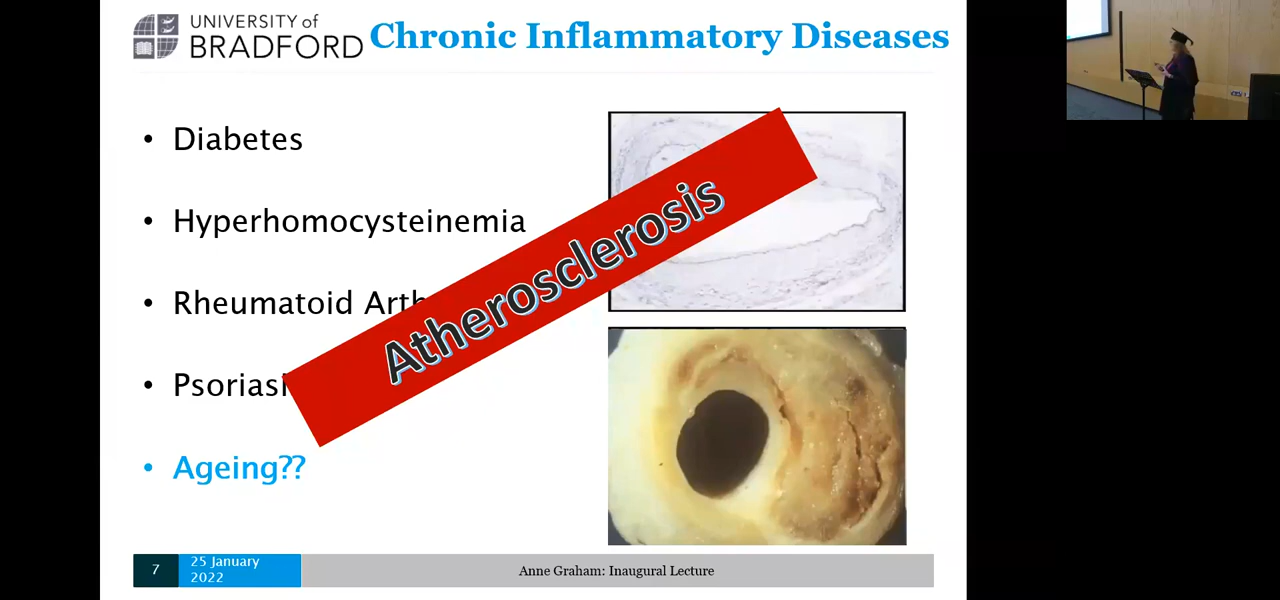 UNIVERSITY of
BRADFORD
Chronic Inflammatory Diseases
• Diabetes
• Hyperhomocysteinemia
• Rheumatoid Arth
• Psoriasi
Atherosclerosis
• Ageing??
7
25 January
2022
Anne Graham: Inaugural Lecture